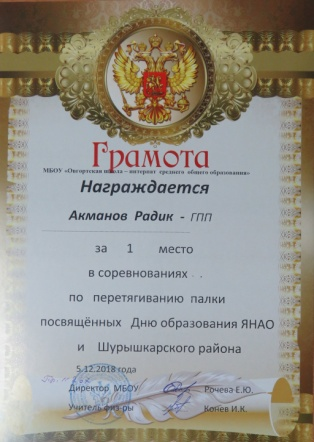 Грамота
МБОУ «Овгортская школа – интернат среднего общего образования»
Награждается
Акманов Радик - ГПП
за 1 место
в соревнованиях
по перетягиванию палки
посвящённых Дню образования ЯНАО
и Шурышкарского района
5.12.2018 года
Директор МБОУ Рочева Е.Ю.
Учитель физ-ры Конев И.К.